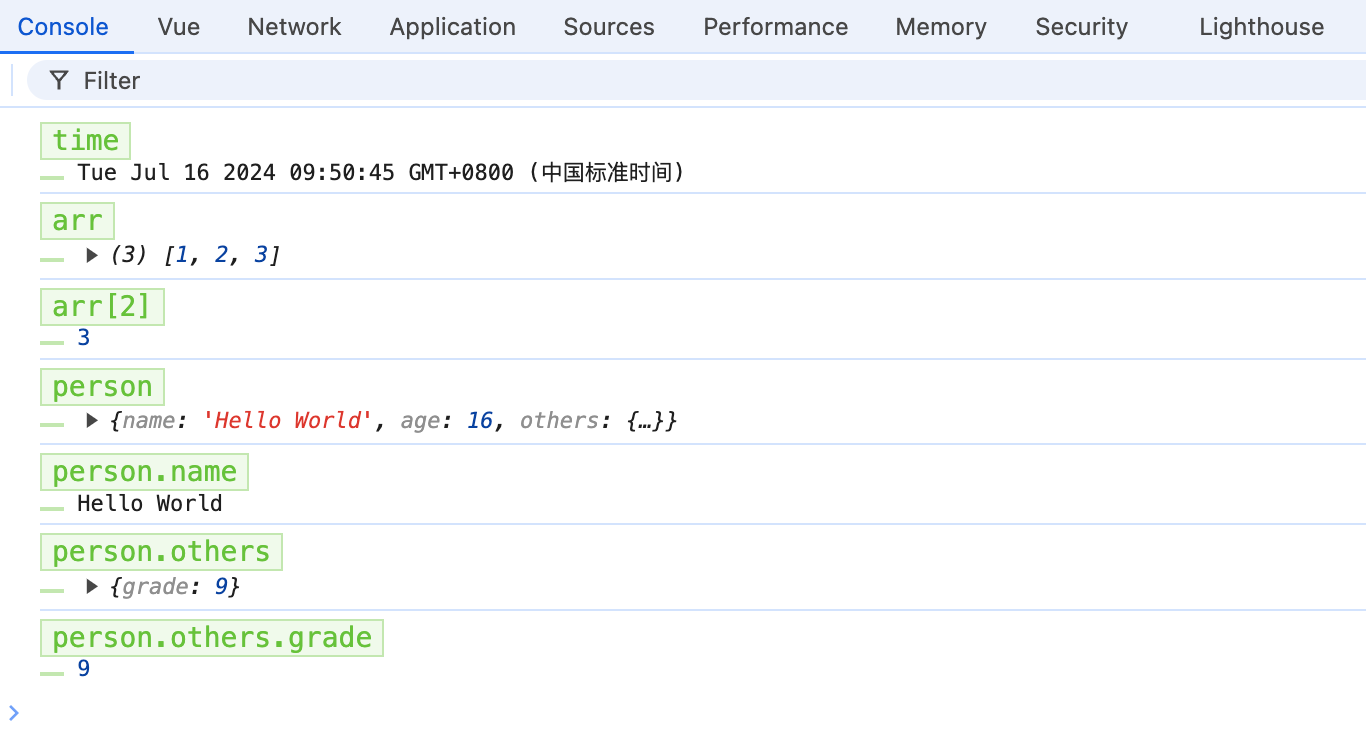 Console Vue Network Application Sources Performance Memory Security Lighthouse
Filter
time
Tue Jul 16 2024 09:50:45 GMT+0800 (中国标准时间)
arr
(3) [1, 2, 3]
arr[2]
3
person
{name: 'Hello World', age: 16, others: {…}}
person.name
Hello World
person.others
{grade: 9}
person.others.grade
9